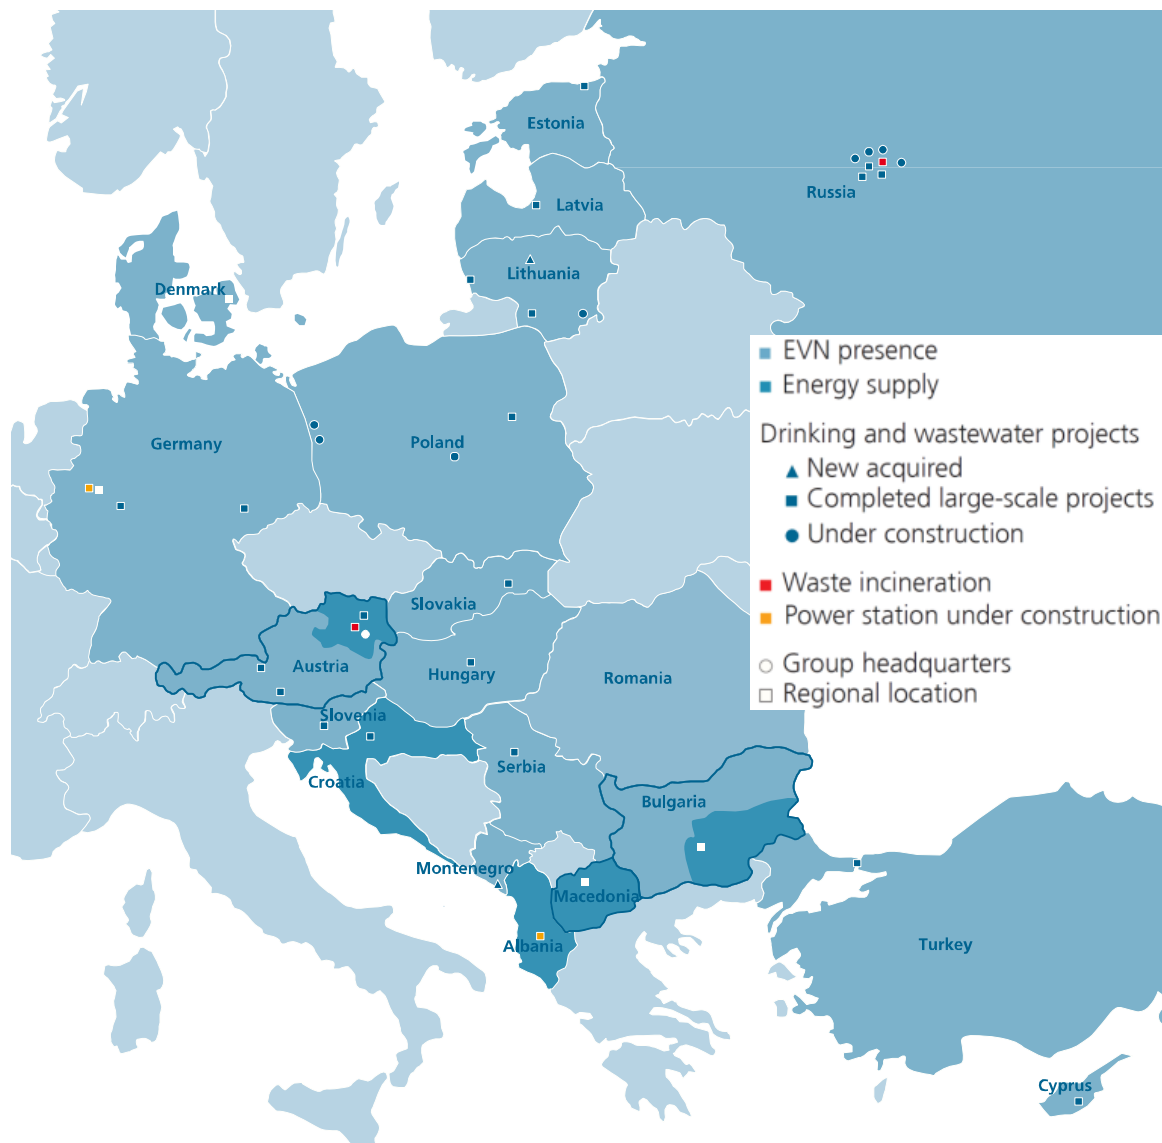 Estonia
Russia
Latvia
Lithuania
Denmark
EVN presence
Energy supply
Drinking and wastewater projects
New acquired
Completed large-scale projects
Under construction
Waste incineration
Power station under construction
Group headquarters
Regional location
Germany
Poland
Slovakia
Austria
Hungary
Romania
Slovenia
Serbia
Croatia
Bulgaria
Montenegro
Macedonia
Albania
Turkey
Cyprus